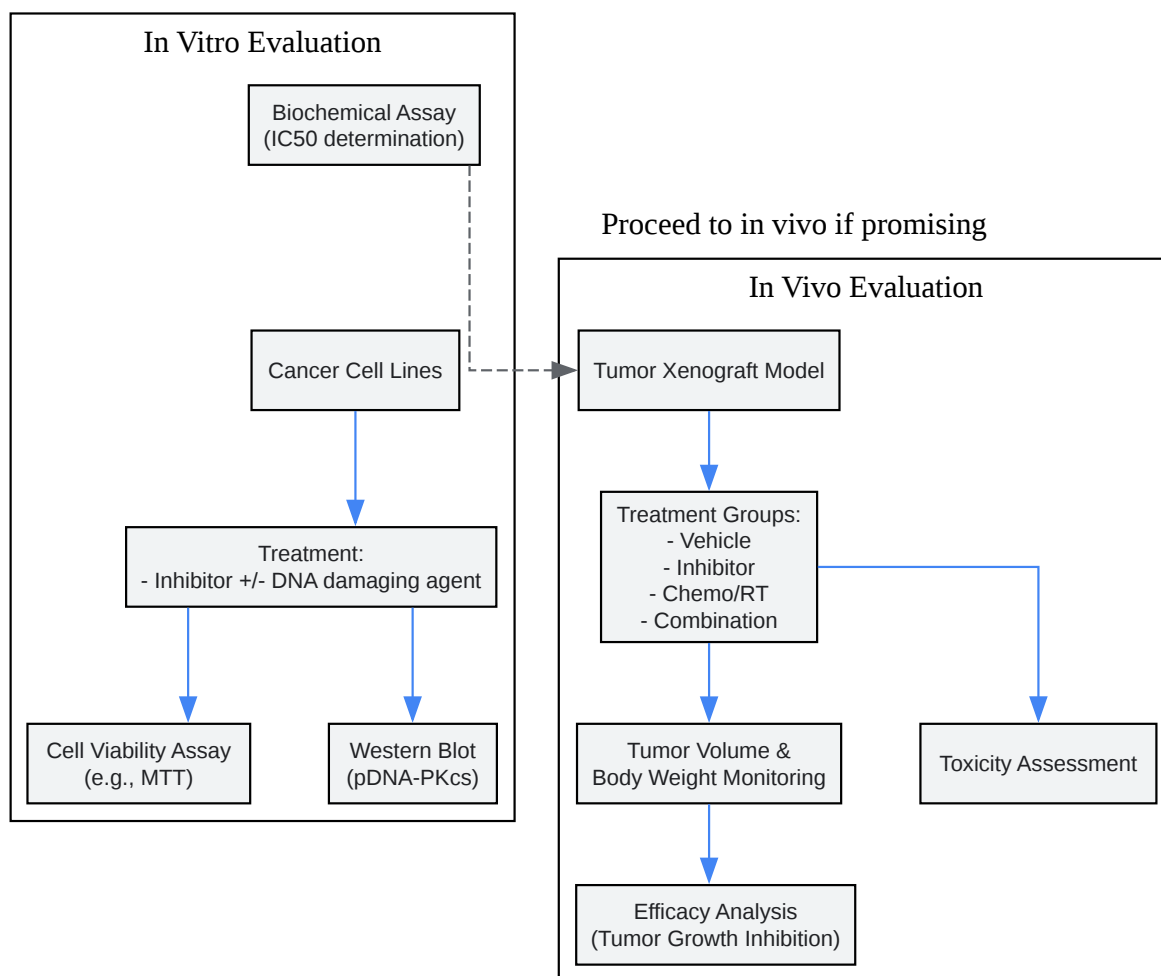 In Vitro Evaluation
Biochemical Assay
(IC50 determination)
Cancer Cell Lines
Treatment:
- Inhibitor +/- DNA damaging agent
Cell Viability Assay
(e.g., MTT)
Western Blot
(pDNA-PKcs)
Proceed to in vivo if promising
In Vivo Evaluation
Tumor Xenograft Model
Treatment Groups:
- Vehicle
- Inhibitor
- Chemo/RT
- Combination
Tumor Volume &
Body Weight Monitoring
Toxicity Assessment
Efficacy Analysis
(Tumor Growth Inhibition)